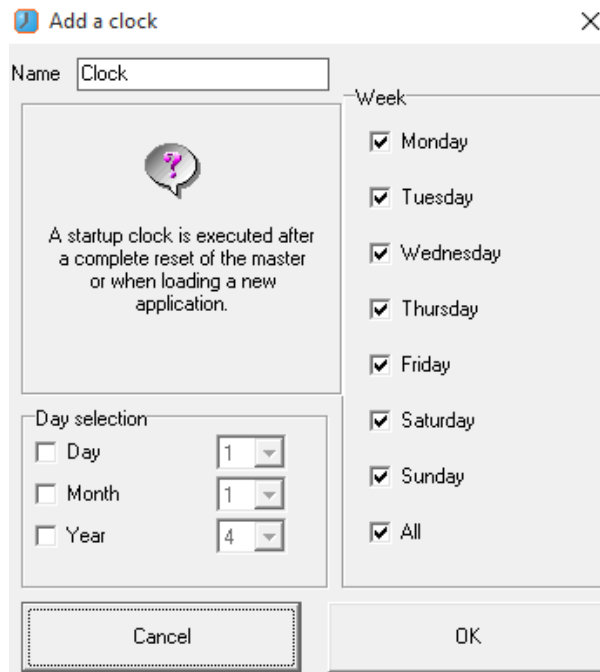 Add a clock
Name Clock
A startup clock is executed after
a complete reset of the master
or when loading a new
application.
Day selection
Day 1
Month 1
Year 4
Week
Monday
Tuesday
Wednesday
Thursday
Friday
Saturday
Sunday
All
Cancel
OK